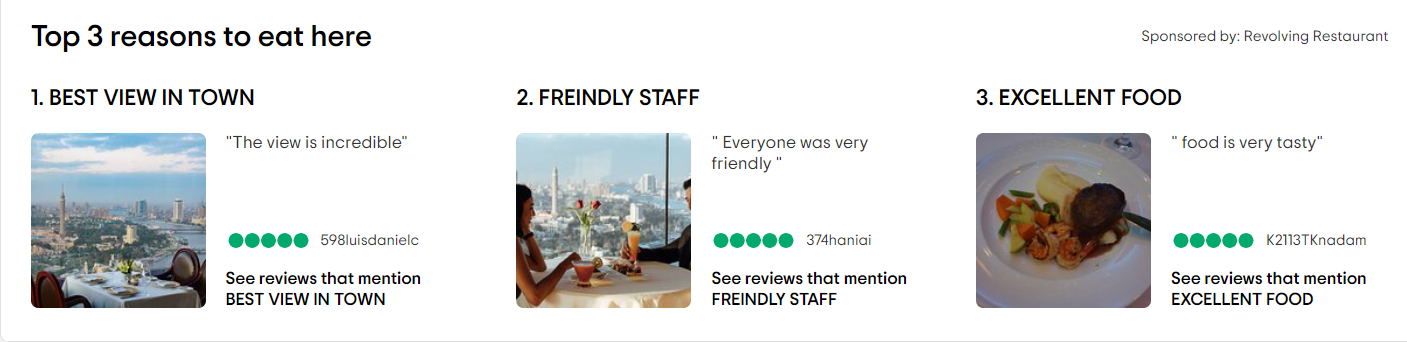 Top 3 reasons to eat here
Sponsored by: Revolving Restaurant
1. BEST VIEW IN TOWN
"The view is incredible"
598luisdanielc
See reviews that mention
BEST VIEW IN TOWN
2. FREINDLY STAFF
" Everyone was very
friendly "
374haniai
See reviews that mention
FREINDLY STAFF
3. EXCELLENT FOOD
" food is very tasty"
K2113TKnadam
See reviews that mention
EXCELLENT FOOD